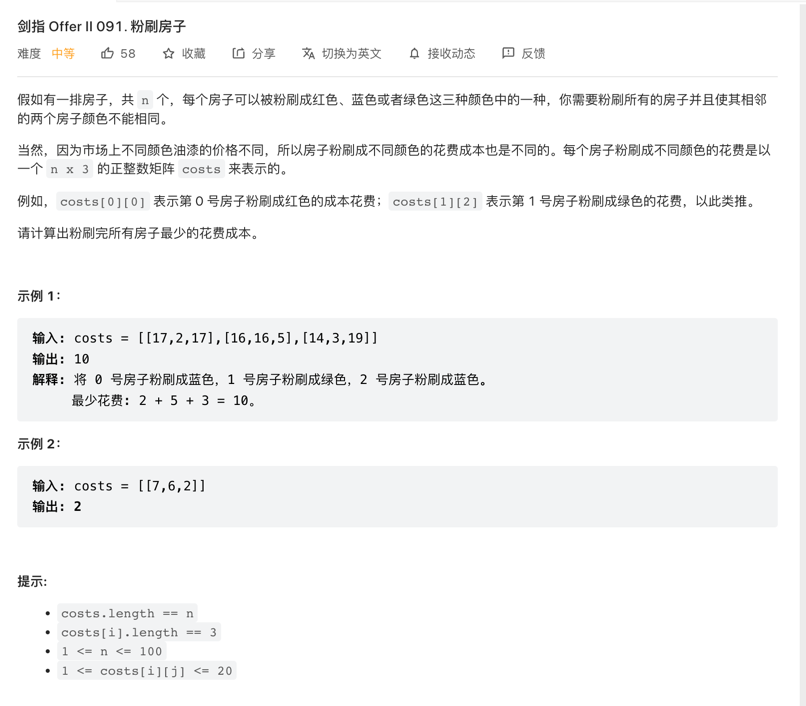 剑指 Offer II 091. 粉刷房子
难度 中等 58 收藏 分享 切换为英文 接收动态 反馈
假如有一排房子，共 n 个，每个房子可以被粉刷成红色、蓝色或者绿色这三种颜色中的一种，你需要粉刷所有的房子并且使其相邻
的两个房子颜色不能相同。
当然，因为市场上不同颜色油漆的价格不同，所以房子粉刷成不同颜色的花费成本也是不同的。每个房子粉刷成不同颜色的花费是以
一个 n x 3 的正整数矩阵 costs 来表示的。
例如，costs[0][0] 表示第 0 号房子粉刷成红色的成本花费；costs[1][2] 表示第 1 号房子粉刷成绿色的花费，以此类推。
请计算出粉刷完所有房子最少的花费成本。
示例 1：
输入: costs = [[17,2,17],[16,16,5],[14,3,19]]
输出: 10
解释: 将 0 号房子粉刷成蓝色，1 号房子粉刷成绿色，2 号房子粉刷成蓝色。
最少花费: 2 + 5 + 3 = 10。
示例 2：
输入: costs = [[7,6,2]]
输出: 2
提示:
• costs.length == n
• costs[i].length == 3
• 1 <= n <= 100
• 1 <= costs[i][j] <= 20